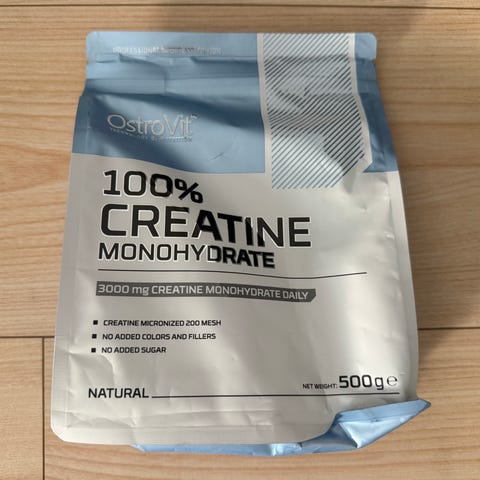 OstroVit
100%
CREATINE
MONOHYDRATE
3000 mg CREATINE MONOHYDRATE DAILY
CREATINE MICRONIZED 200 MESH
NO ADDED COLORS AND FILLERS
NO ADDED SUGAR
NATURAL
NET WEIGHT: 500 g ℮